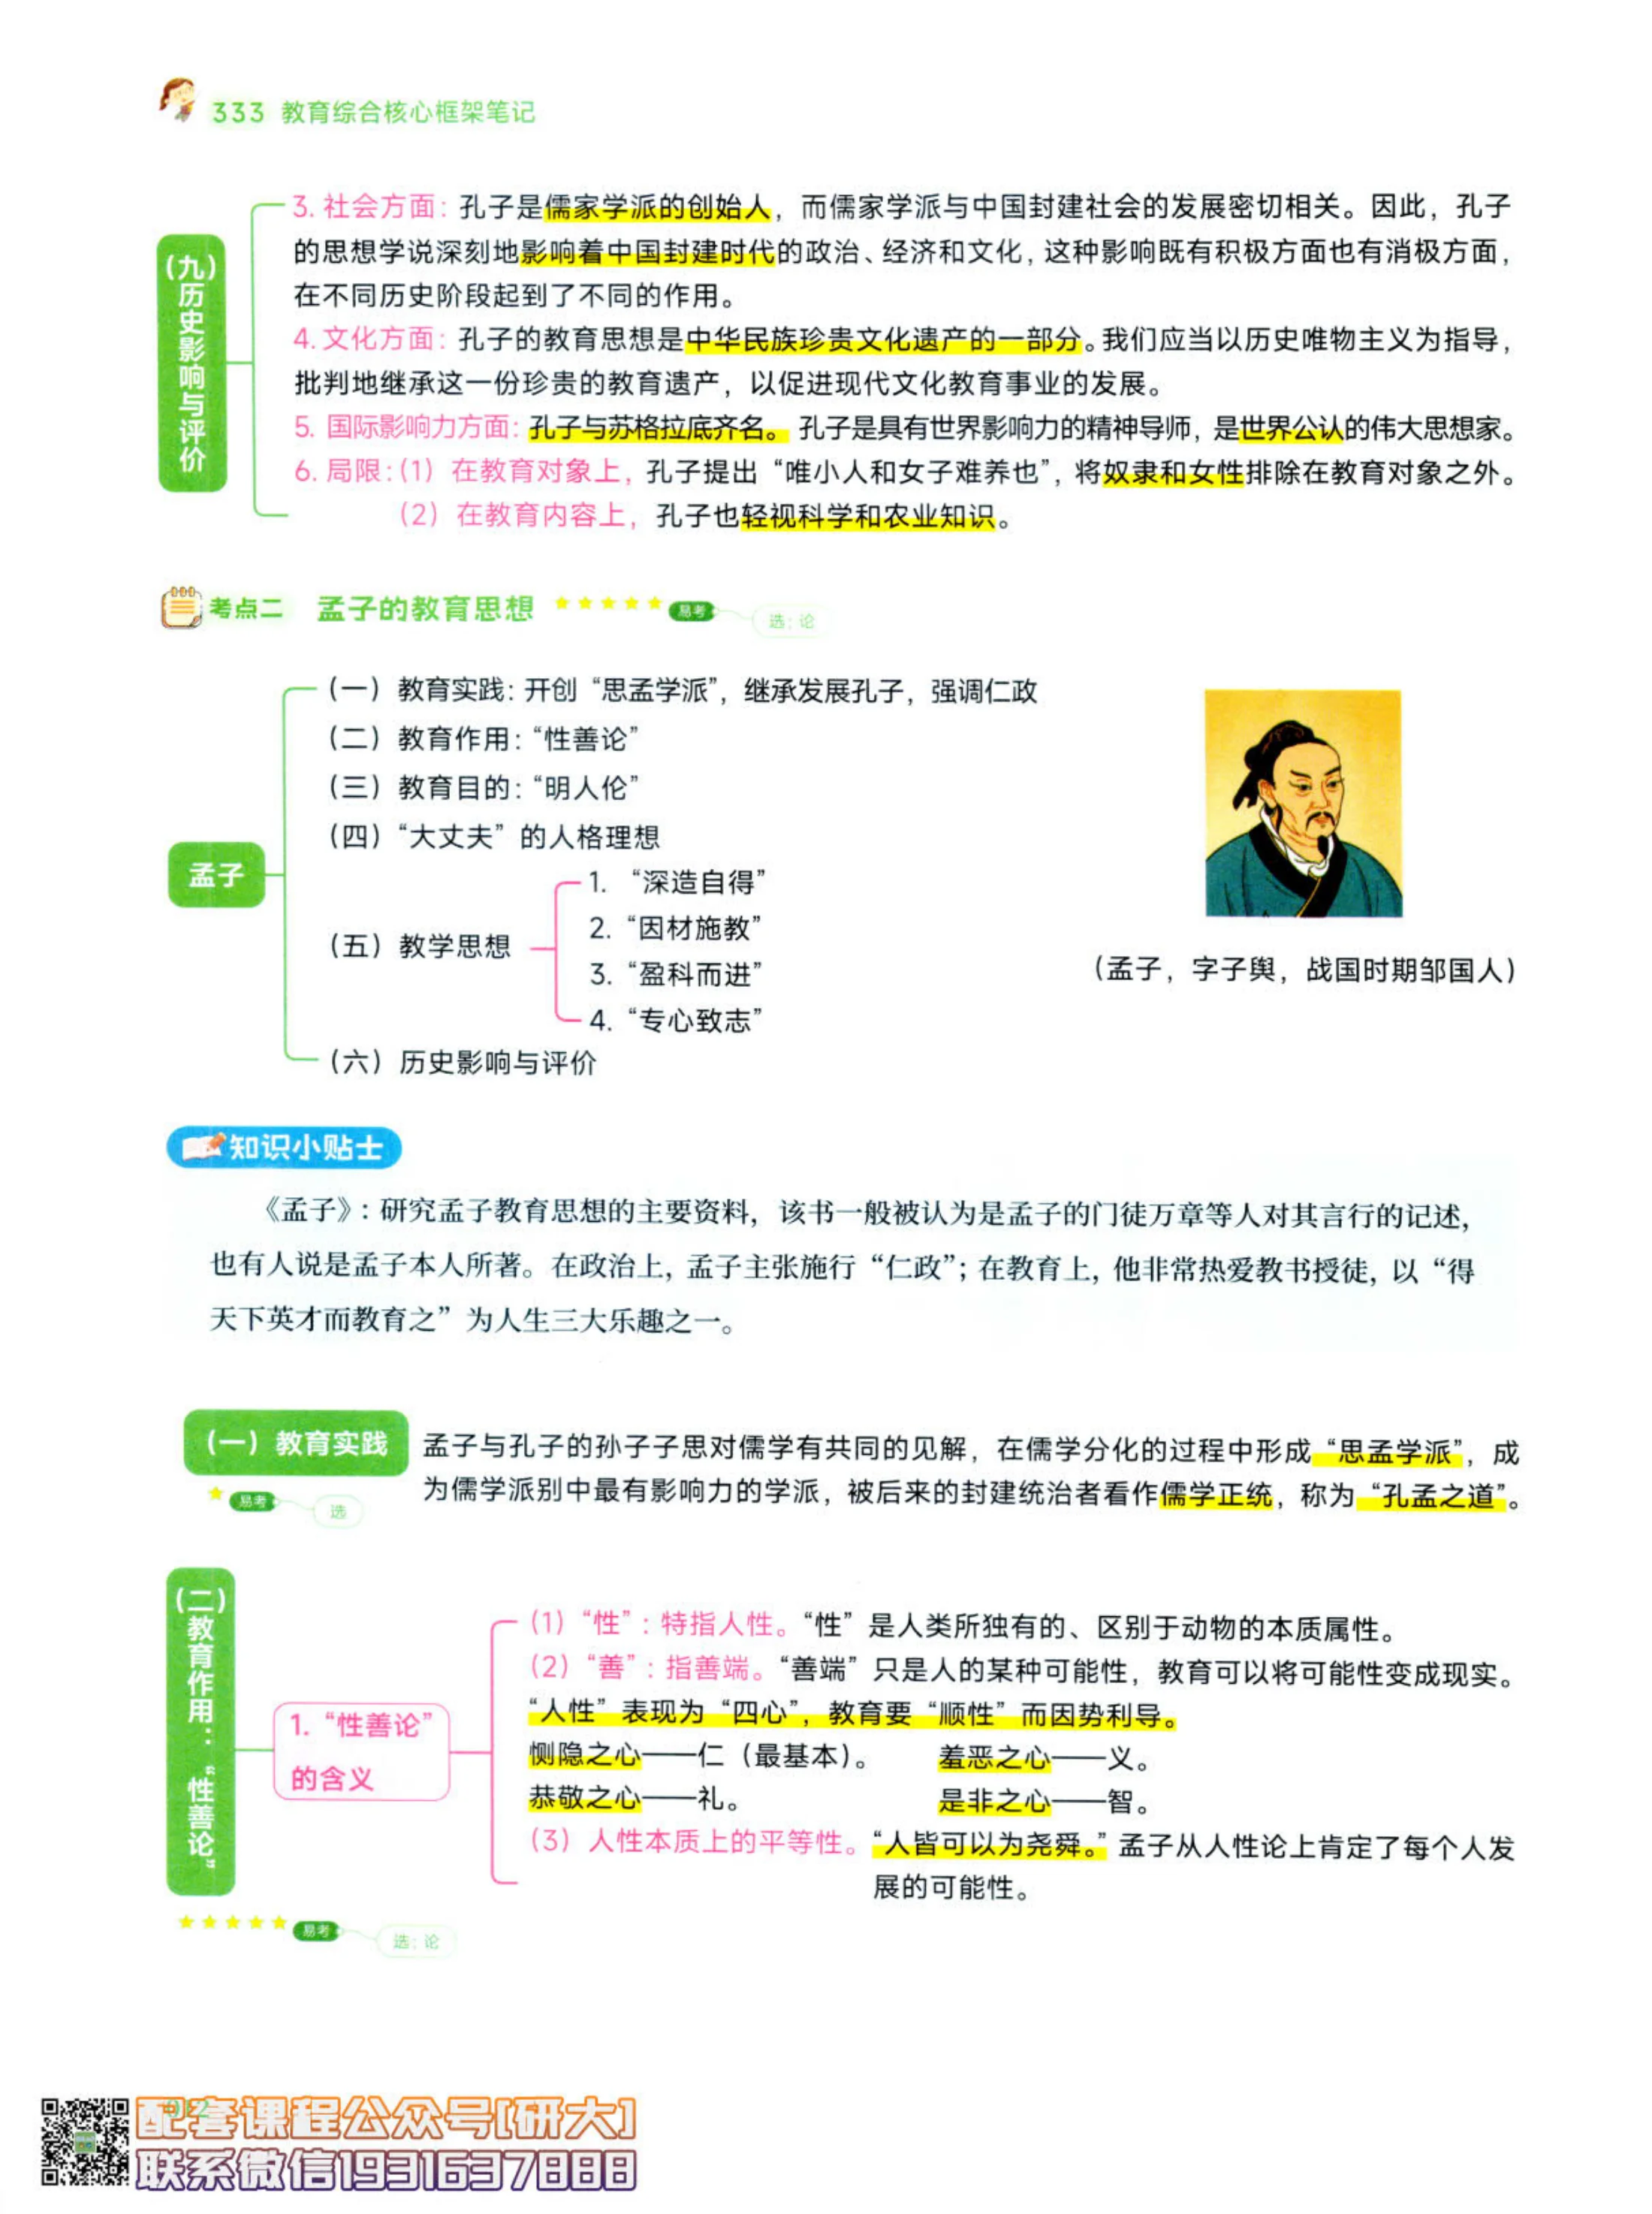 333 教育综合核心框架笔记
(九)历史影响与评价
3. 社会方面：孔子是儒家学派的创始人，而儒家学派与中国封建社会的发展密切相关。因此，孔子
的思想学说深刻地影响着中国封建时代的政治、经济和文化，这种影响既有积极方面也有消极方面，
在不同历史阶段起到了不同的作用。
4. 文化方面：孔子的教育思想是中华民族珍贵文化遗产的一部分。我们应当以历史唯物主义为指导，
批判地继承这一份珍贵的教育遗产，以促进现代文化教育事业的发展。
5. 国际影响力方面：孔子与苏格拉底齐名。孔子是具有世界影响力的精神导师，是世界公认的伟大思想家。
6. 局限：（1）在教育对象上，孔子提出“唯小人和女子难养也”，将奴隶和女性排除在教育对象之外。
（2）在教育内容上，孔子也轻视科学和农业知识。
考点二 孟子的教育思想 易考 选；论
孟子
（一）教育实践：开创“思孟学派”，继承发展孔子，强调仁政
（二）教育作用：“性善论”
（三）教育目的：“明人伦”
（四）“大丈夫”的人格理想
（五）教学思想
1. “深造自得”
2. “因材施教”
3. “盈科而进”
4. “专心致志”
（六）历史影响与评价
（孟子，字子舆，战国时期邹国人）
知识小贴士
《孟子》：研究孟子教育思想的主要资料，该书一般被认为是孟子的门徒万章等人对其言行的记述，
也有人说是孟子本人所著。在政治上，孟子主张施行“仁政”；在教育上，他非常热爱教书授徒，以“得
天下英才而教育之”为人生三大乐趣之一。
（一）教育实践
易考 选
孟子与孔子的孙子子思对儒学有共同的见解，在儒学分化的过程中形成“思孟学派”，成
为儒学派别中最有影响力的学派，被后来的封建统治者看作儒学正统，称为“孔孟之道”。
(二)教育作用：“性善论”
1. “性善论”
的含义
（1）“性”：特指人性。“性”是人类所独有的、区别于动物的本质属性。
（2）“善”：指善端。“善端”只是人的某种可能性，教育可以将可能性变成现实。
“人性”表现为“四心”，教育要“顺性”而因势利导。
恻隐之心——仁（最基本）。 羞恶之心——义。
恭敬之心——礼。 是非之心——智。
（3）人性本质上的平等性。“人皆可以为尧舜。”孟子从人性论上肯定了每个人发
展的可能性。
易考 选；论
012
配套课程公众号[研大]
联系微信1931637888